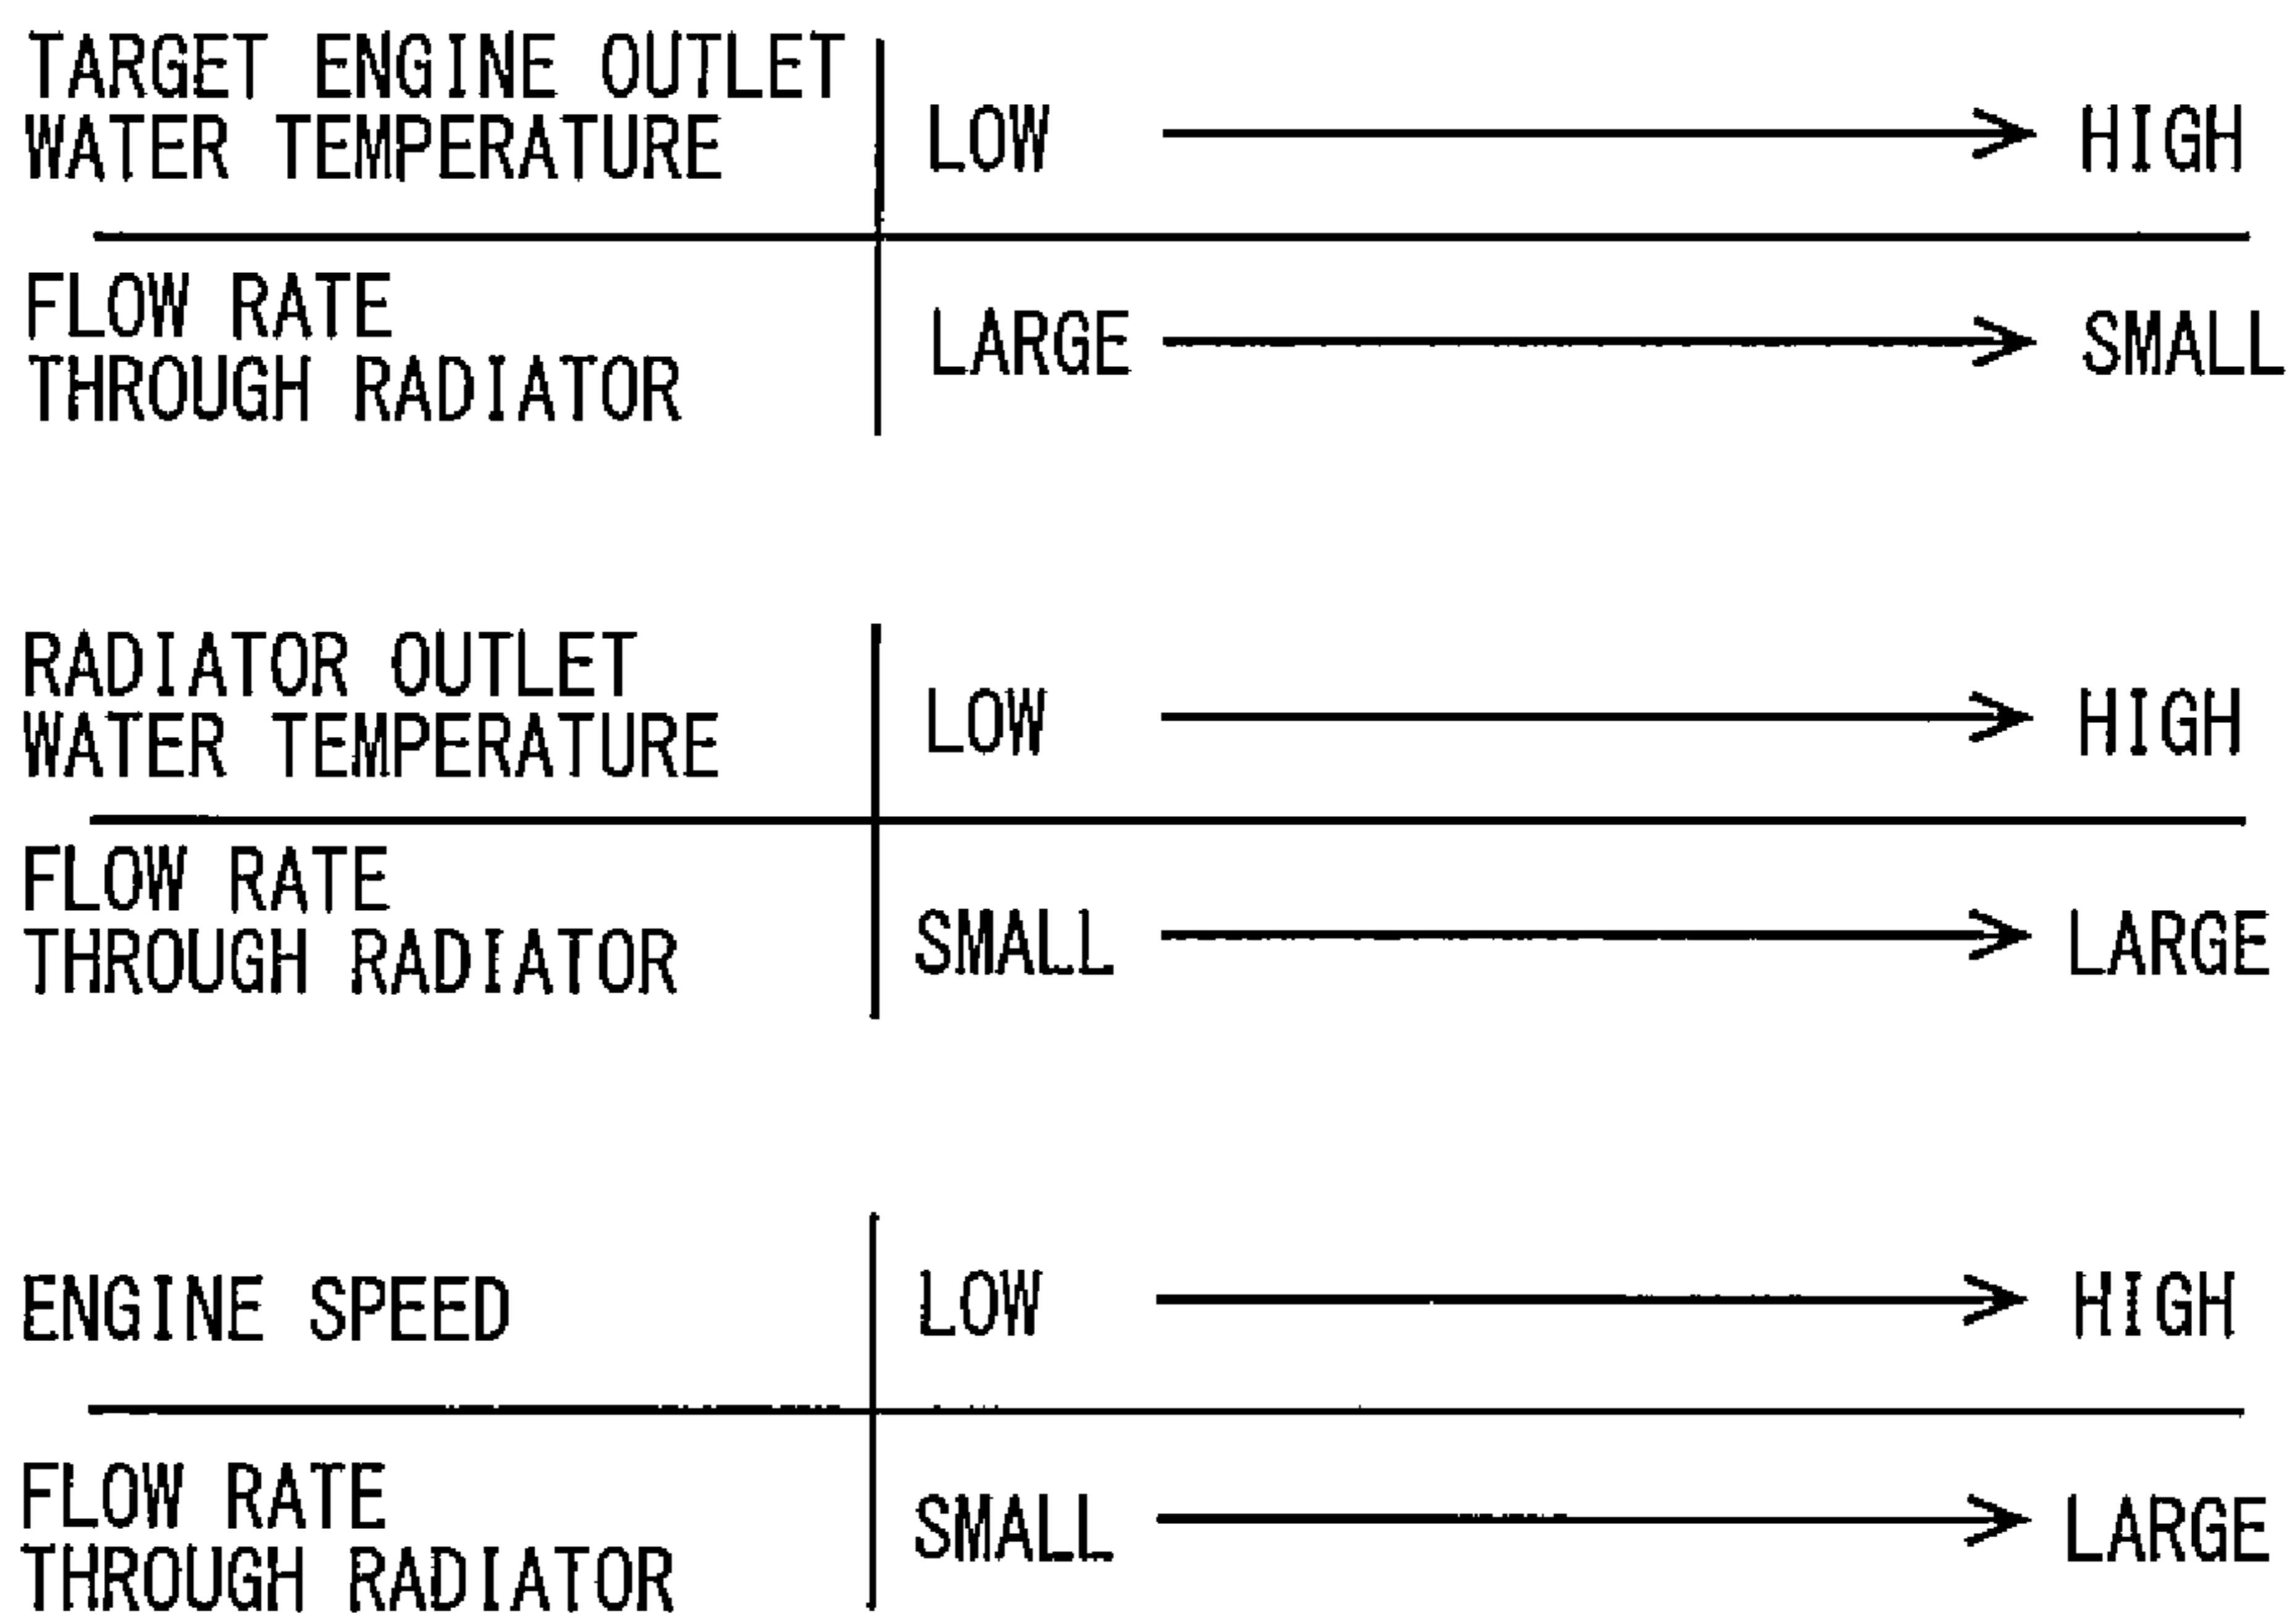 TARGET ENGINE OUTLET
WATER TEMPERATURE
LOW HIGH
FLOW RATE
THROUGH RADIATOR
LARGE SMALL
RADIATOR OUTLET
WATER TEMPERATURE
LOW HIGH
FLOW RATE
THROUGH RADIATOR
SMALL LARGE
ENGINE SPEED
LOW HIGH
FLOW RATE
THROUGH RADIATOR
SMALL LARGE